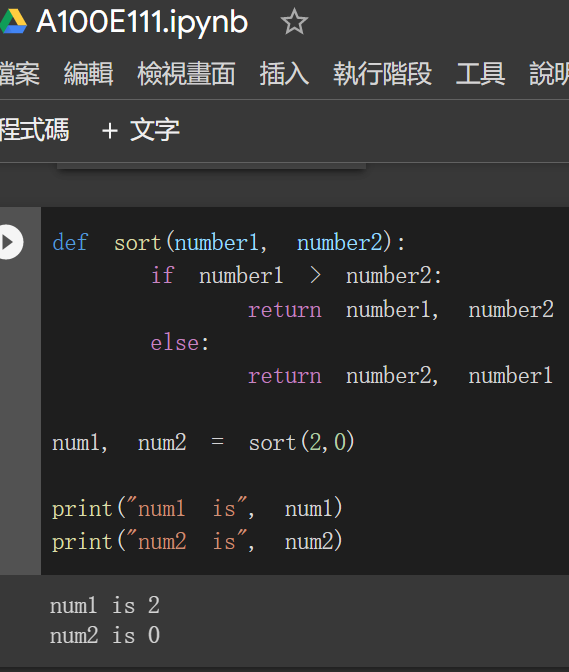 A100E111.ipynb
檔案 編輯 檢視畫面 插入 執行階段 工具 說明
程式碼 + 文字
def sort(number1, number2):
if number1 > number2:
return number1, number2
else:
return number2, number1
num1, num2 = sort(2,0)
print("num1 is", num1)
print("num2 is", num2)
num1 is 2
num2 is 0